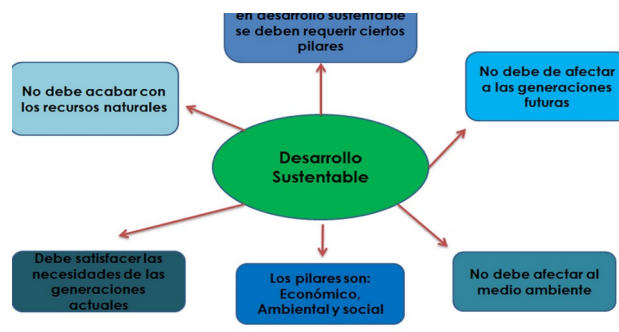 en desarrollo sustentable
se deben requerir ciertos
pilares
No debe acabar con
los recursos naturales
No debe de afectar
a las generaciones
futuras
Desarrollo
Sustentable
Debe satisfacer las
necesidades de las
generaciones
actuales
Los pilares son:
Económico,
Ambiental y social
No debe afectar al
medio ambiente